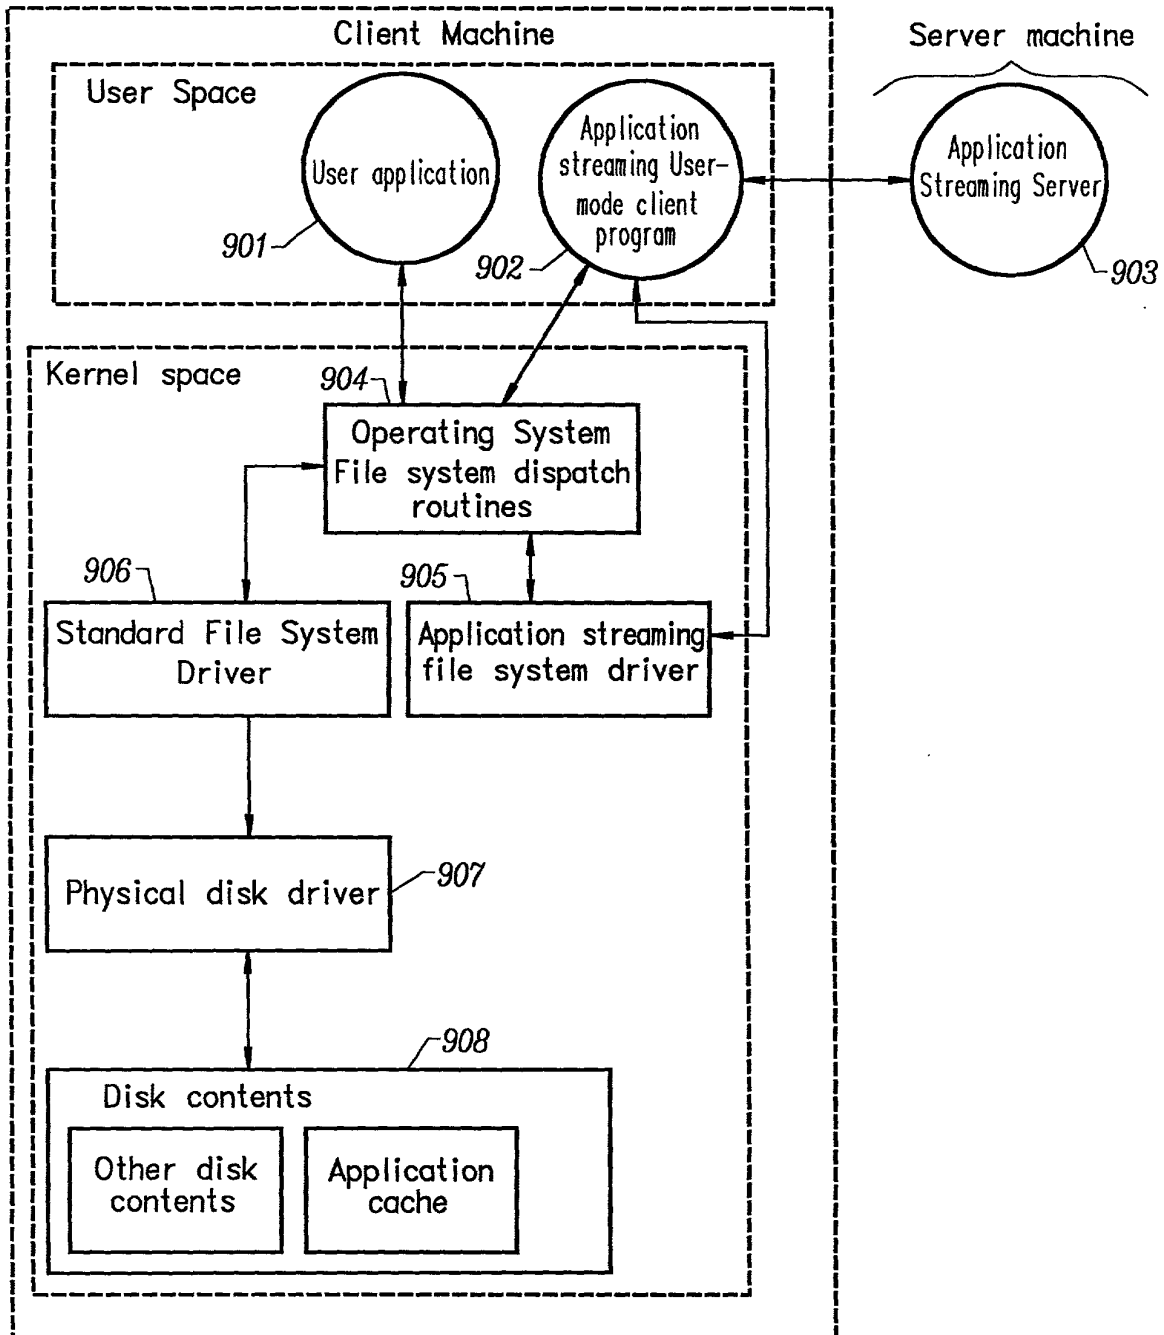 Client Machine
Server machine
User Space
User application
Application
streaming User-
mode client
program
Application
Streaming Server
901
902
903
Kernel space
904
Operating System
File system dispatch
routines
906
905
Standard File System
Driver
Application streaming
file system driver
Physical disk driver
907
908
Disk contents
Other disk
contents
Application
cache